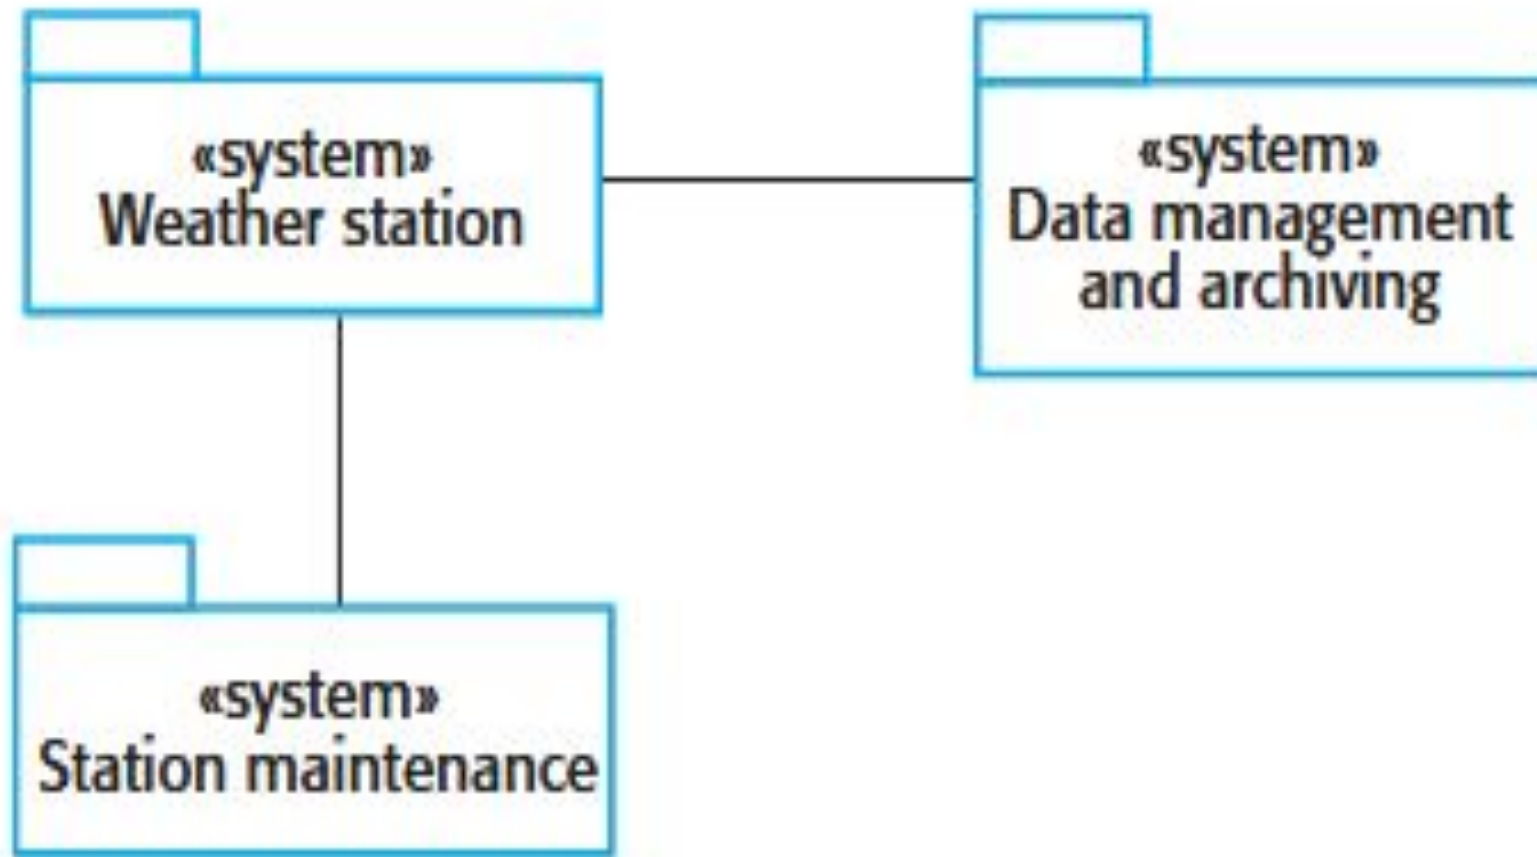 «system»
Weather station
«system»
Data management
and archiving
«system»
Station maintenance